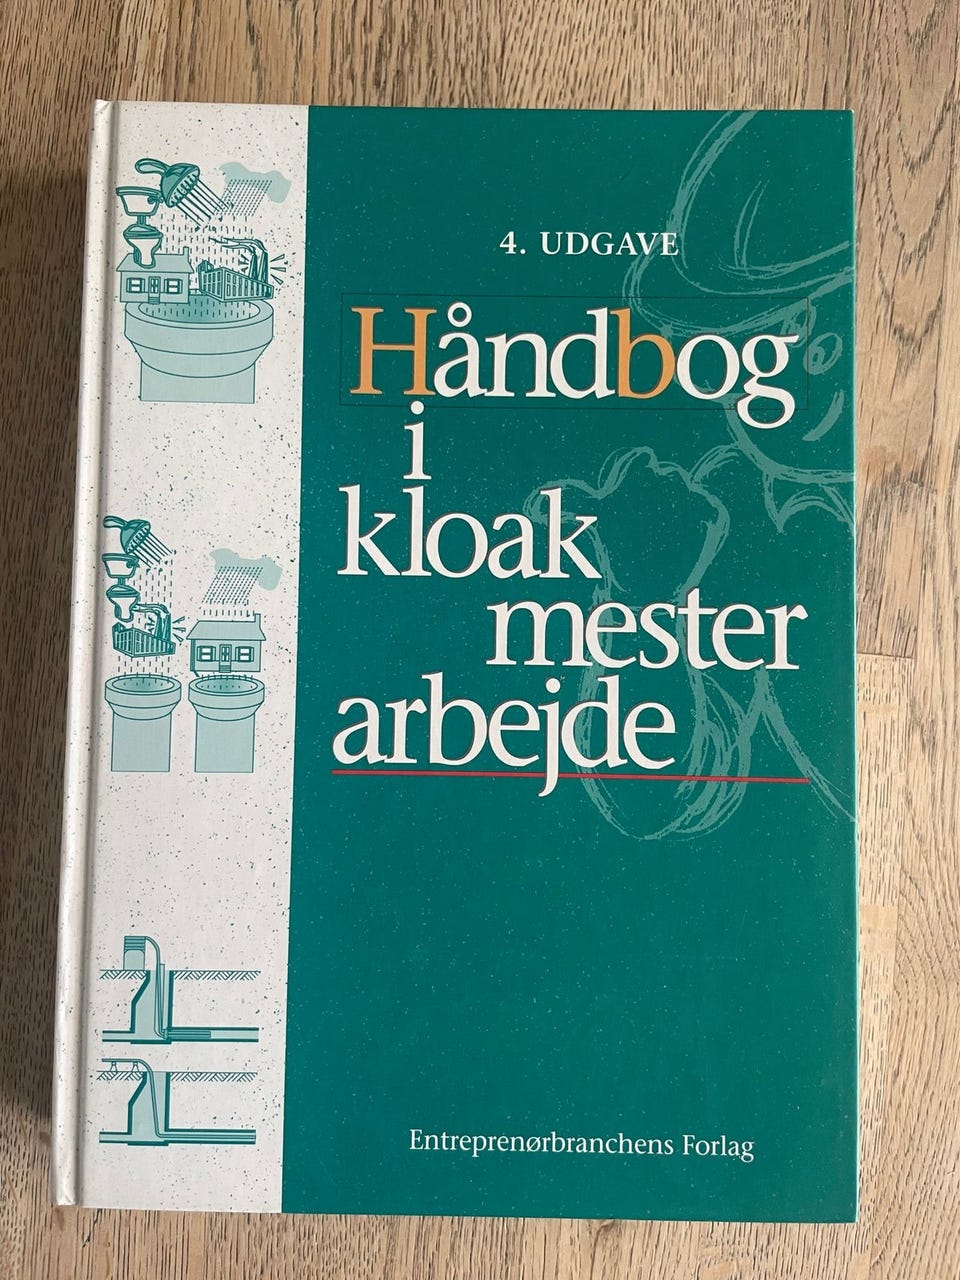 4. UDGAVE
Håndbog
i
kloak
mester
arbejde
Entreprenørbranchens Forlag